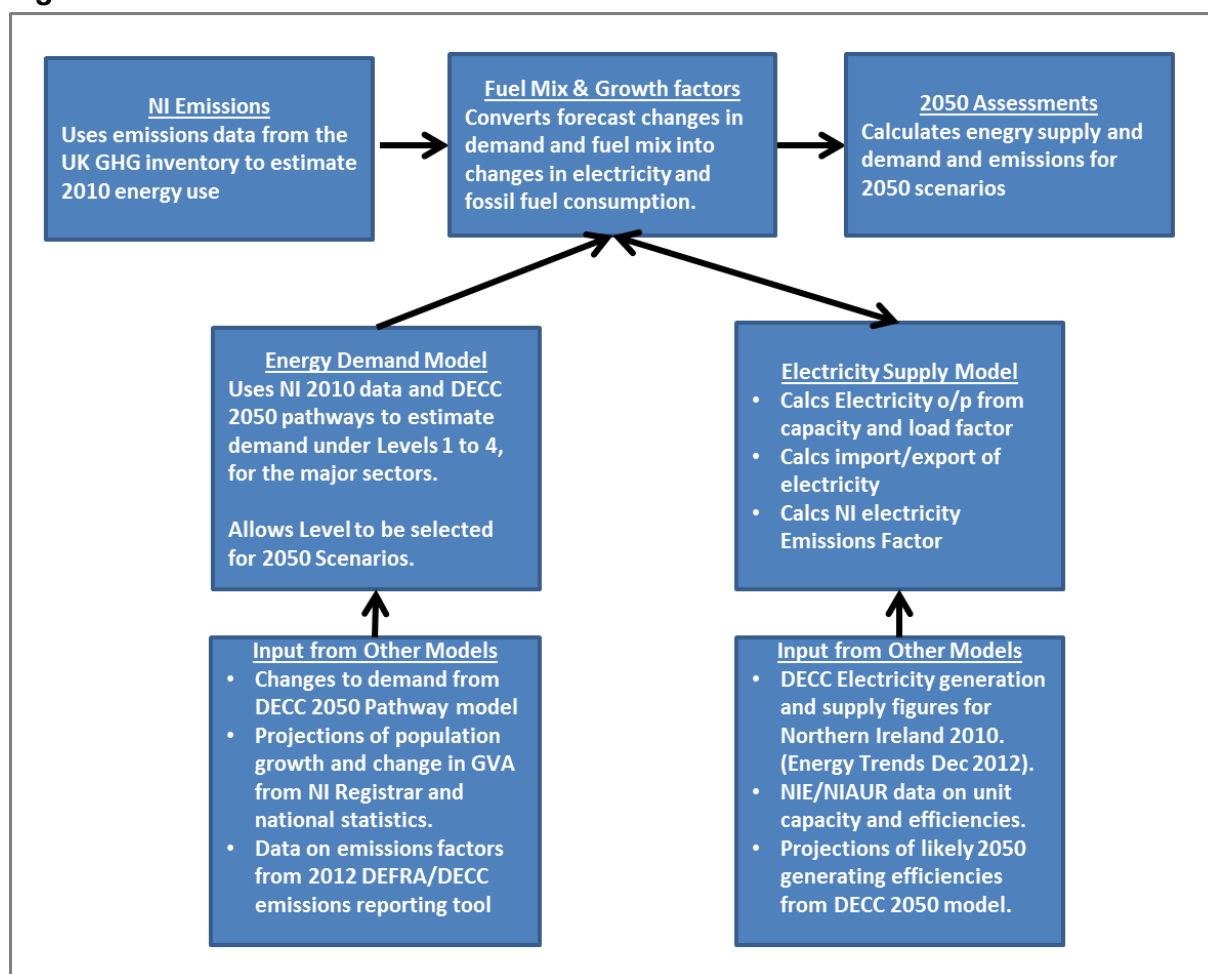 NI Emissions
Uses emissions data from the
UK GHG inventory to estimate
2010 energy use
Fuel Mix & Growth factors
Converts forecast changes in
demand and fuel mix into
changes in electricity and
fossil fuel consumption.
2050 Assessments
Calculates enegry supply and
demand and emissions for
2050 scenarios
Energy Demand Model
Uses NI 2010 data and DECC
2050 pathways to estimate
demand under Levels 1 to 4,
for the major sectors.
Allows Level to be selected
for 2050 Scenarios.
Electricity Supply Model
• Calcs Electricity o/p from
capacity and load factor
• Calcs import/export of
electricity
• Calcs NI electricity
Emissions Factor
Input from Other Models
• Changes to demand from
DECC 2050 Pathway model
• Projections of population
growth and change in GVA
from NI Registrar and
national statistics.
• Data on emissions factors
from 2012 DEFRA/DECC
emissions reporting tool
Input from Other Models
• DECC Electricity generation
and supply figures for
Northern Ireland 2010.
(Energy Trends Dec 2012).
• NIE/NIAUR data on unit
capacity and efficiencies.
• Projections of likely 2050
generating efficiencies
from DECC 2050 model.